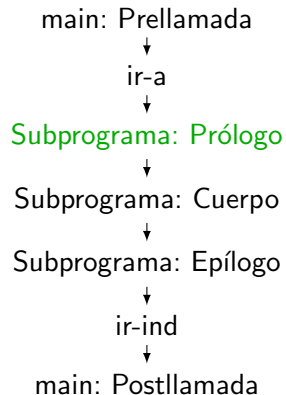 main: Prellamada
ir-a
Subprograma: Prólogo
Subprograma: Cuerpo
Subprograma: Epílogo
ir-ind
main: Postllamada